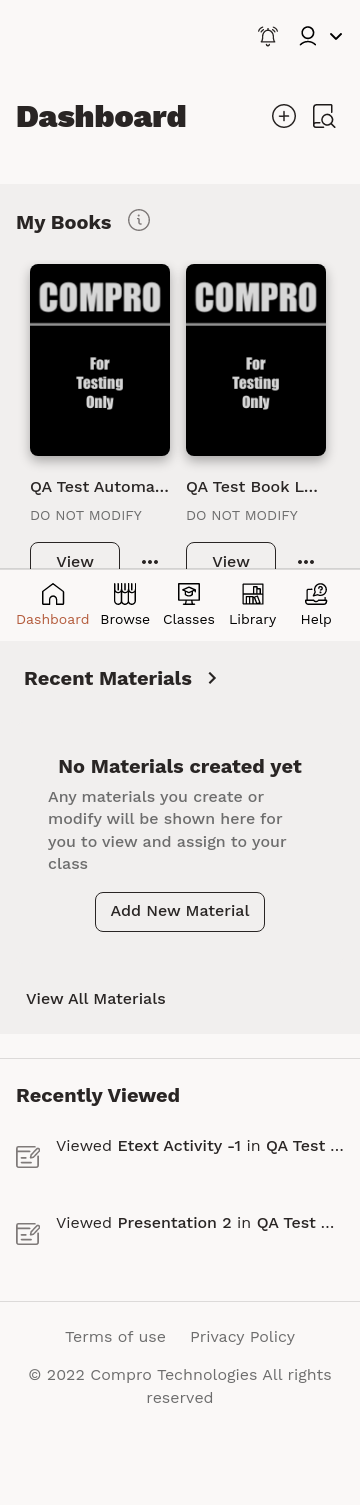 Dashboard
My Books
COMPRO
For
Testing
Only
COMPRO
For
Testing
Only
QA Test Automa...
QA Test Book L...
DO NOT MODIFY
DO NOT MODIFY
View
View
Dashboard
Browse
Classes
Library
Help
Recent Materials
No Materials created yet
Any materials you create or
modify will be shown here for
you to view and assign to your
class
Add New Material
View All Materials
Recently Viewed
Viewed Etext Activity -1 in QA Test ...
Viewed Presentation 2 in QA Test ...
Terms of use Privacy Policy
© 2022 Compro Technologies All rights
reserved